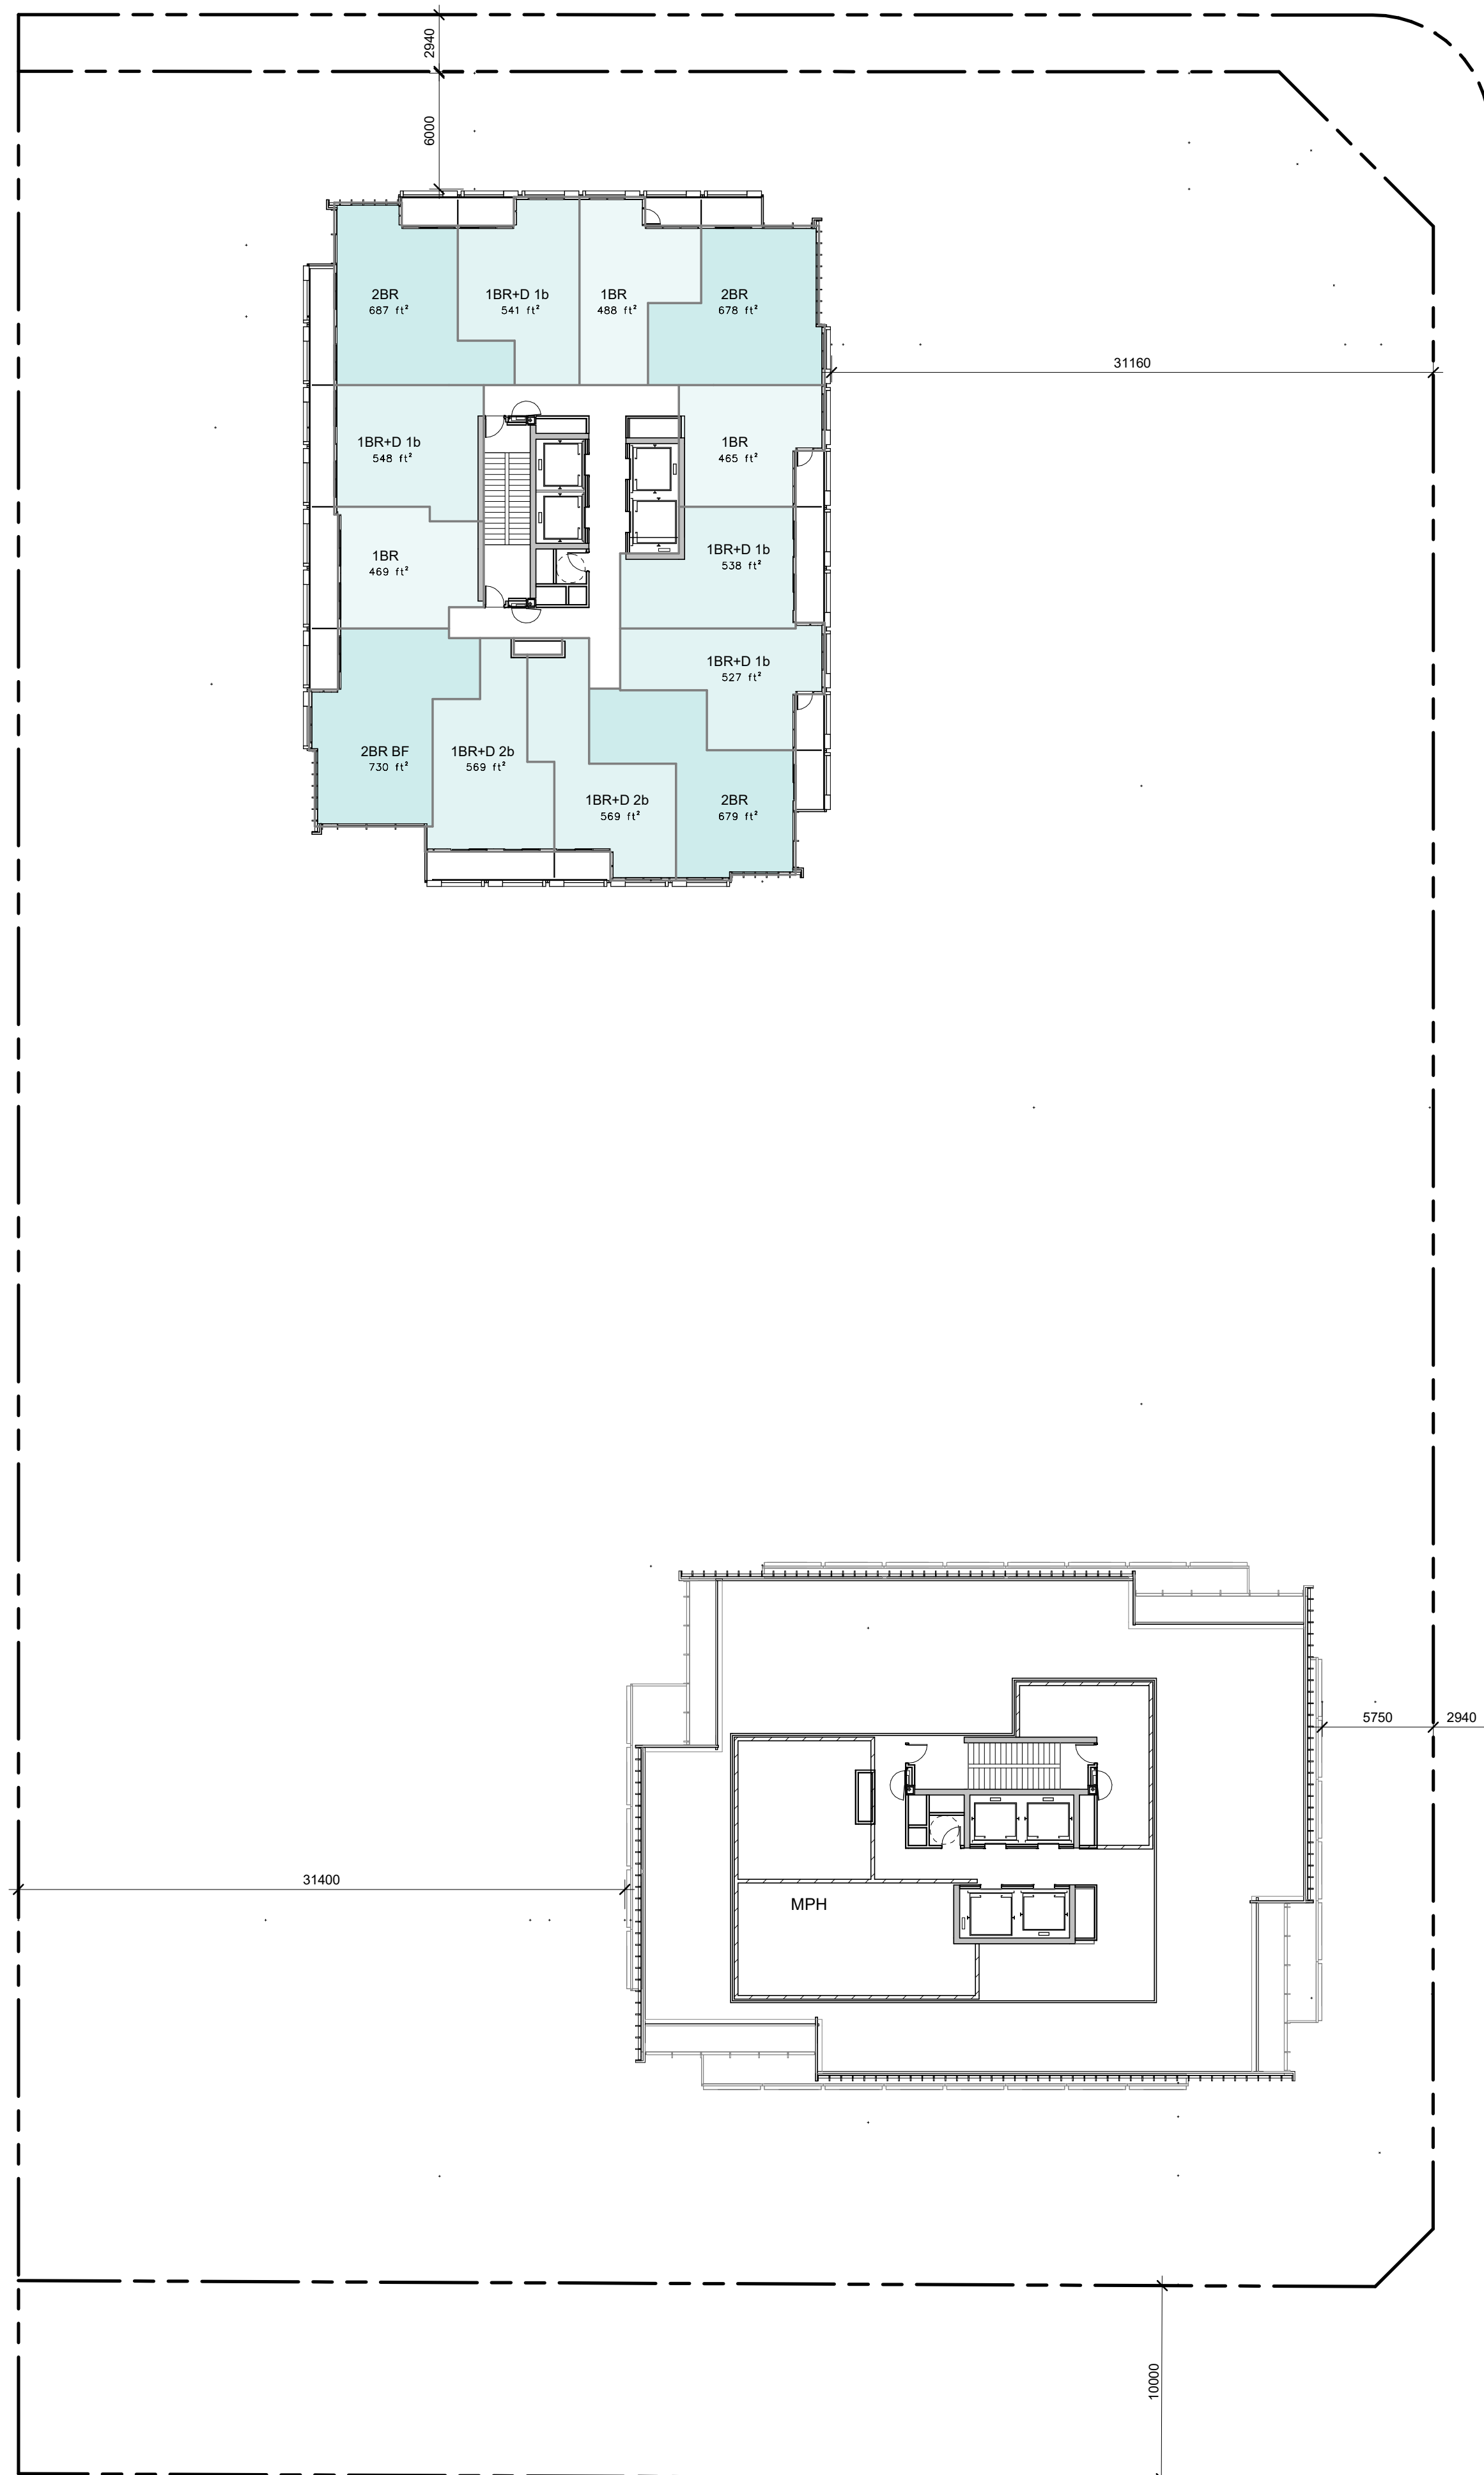 2940
6000
2BR
687 ft²
1BR+D 1b
541 ft²
1BR
488 ft²
2BR
678 ft²
31160
1BR+D 1b
548 ft²
1BR
465 ft²
1BR
469 ft²
1BR+D 1b
538 ft²
1BR+D 1b
527 ft²
2BR BF
730 ft²
1BR+D 2b
569 ft²
1BR+D 2b
569 ft²
2BR
679 ft²
5750
2940
31400
MPH
10000